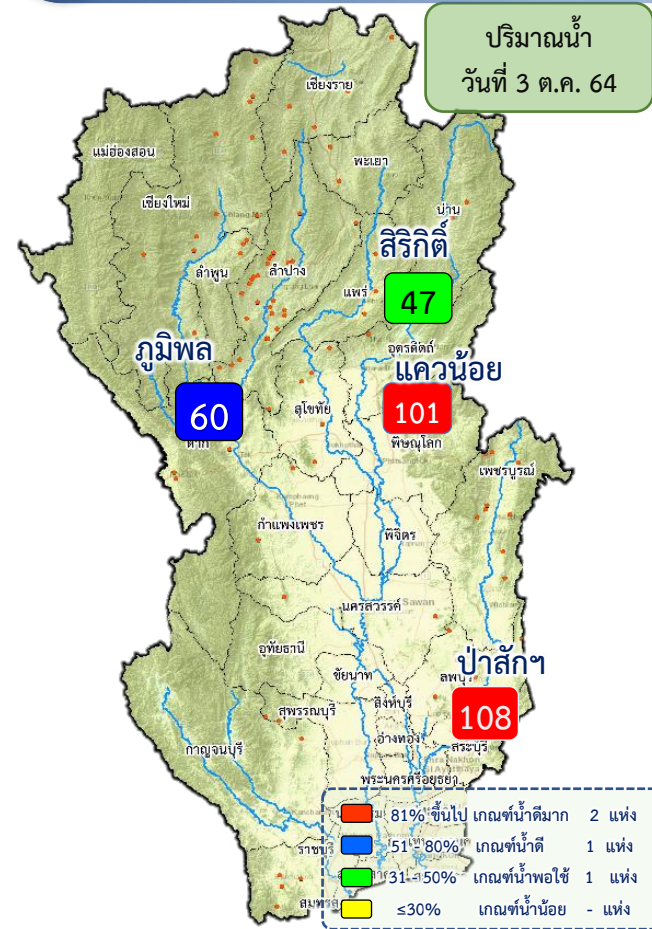 ปริมาณน้ำ
วันที่ 3 ต.ค. 64
เชียงราย
แม่ฮ่องสอน
พะเยา
เชียงใหม่
น่าน
สิริกิติ์
ลำพูน
ลำปาง
แพร่
47
อุตรดิตถ์
ภูมิพล
แควน้อย
60
สุโขทัย
101
ตาก
พิษณุโลก
เพชรบูรณ์
กำแพงเพชร
พิจิตร
นครสวรรค์
อุทัยธานี
ป่าสักฯ
ชัยนาท
ลพบุรี
สุพรรณบุรี
สิงห์บุรี
108
อ่างทอง
กาญจนบุรี
สระบุรี
พระนครศรีอยุธยา
81% ขึ้นไป เกณฑ์น้ำดีมาก 2 แห่ง
51 - 80% เกณฑ์น้ำดี 1 แห่ง
ราชบุรี
31 - 50% เกณฑ์น้ำพอใช้ 1 แห่ง
≤30% เกณฑ์น้ำน้อย - แห่ง